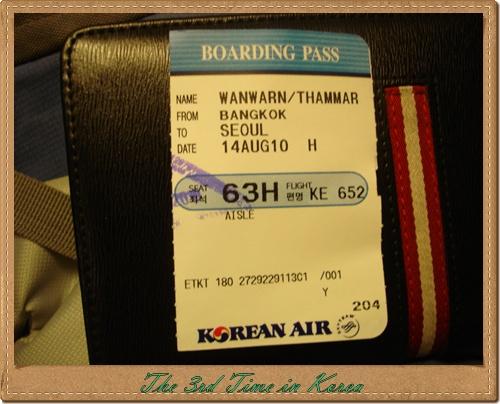 BOARDING PASS
NAME WANWARN/THAMMAR
FROM BANGKOK
TO SEOUL
DATE 14AUG10 H
SEAT 좌석 63H FLIGHT 편명 KE 652
AISLE
ETKT 180 2729229113C1 /001
Y
204
KOREAN AIR
The 3rd Time in Korea